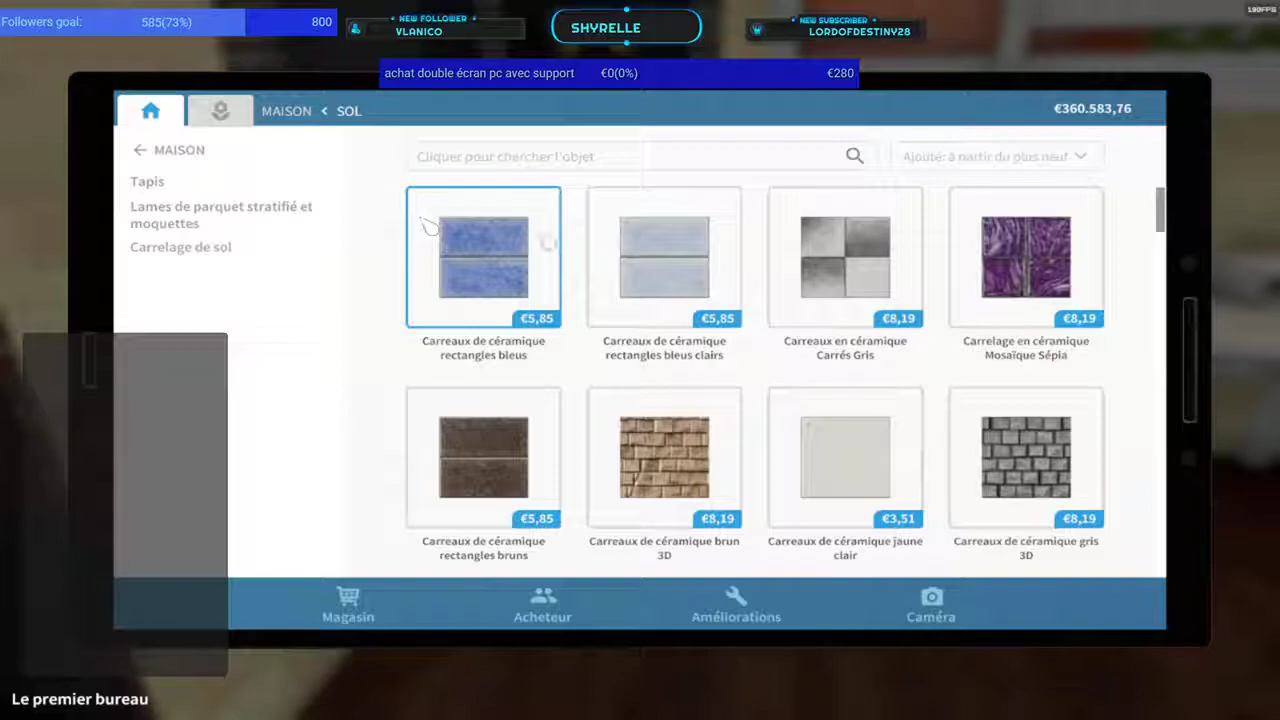 Followers goal: 585(73%) 800
NEW FOLLOWER
VLANICO
SHYRELLE
NEW SUBSCRIBER
LORDOFDESTINY28
190FPS
achat double écran pc avec support €0(0%) €280
MAISON < SOL
€360.583,76
MAISON
Tapis
Lames de parquet stratifié et
moquettes
Carrelage de sol
Cliquer pour chercher l'objet
Ajouté: à partir du plus neuf
€5,85
€5,85
€8,19
€8,19
Carreaux de céramique
rectangles bleus
Carreaux de céramique
rectangles bleus clairs
Carreaux en céramique
Carrés Gris
Carrelage en céramique
Mosaïque Sépia
€5,85
€8,19
€3,51
€8,19
Carreaux de céramique
rectangles bruns
Carreaux de céramique brun
3D
Carreaux de céramique jaune
clair
Carreaux de céramique gris
3D
Magasin
Acheteur
Améliorations
Caméra
Le premier bureau